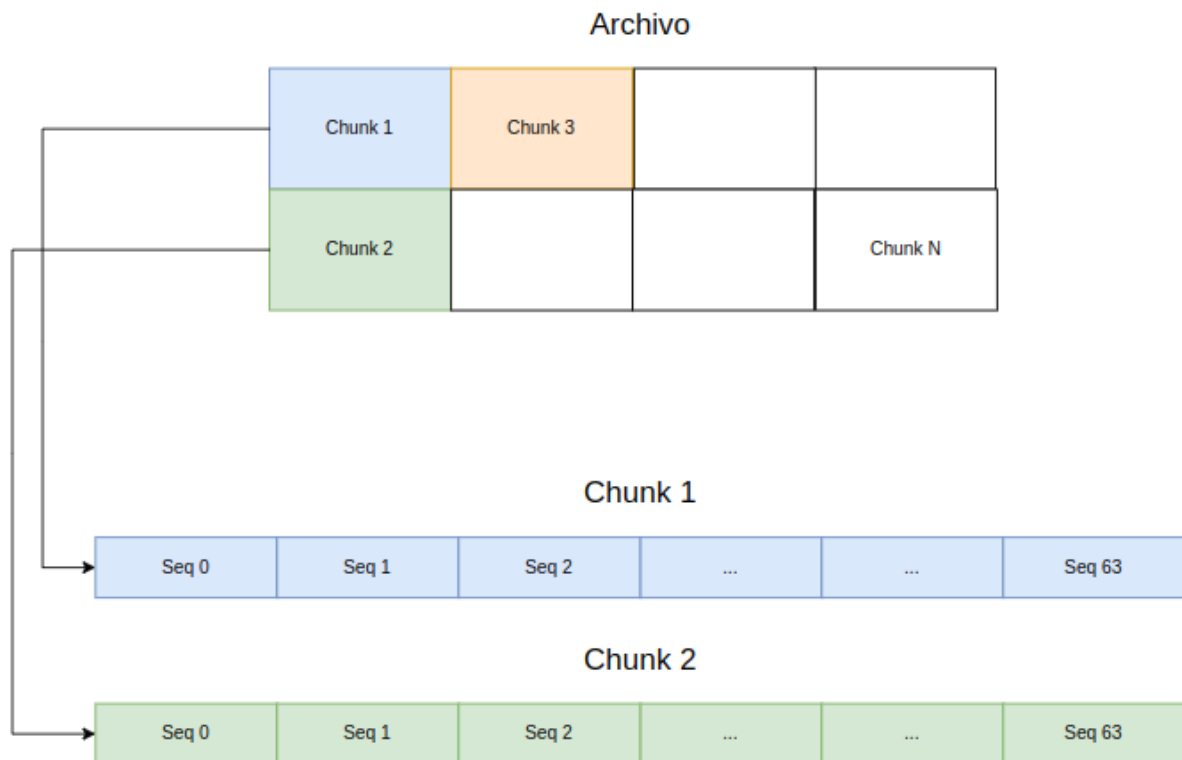 Archivo
Chunk 1 Chunk 3
Chunk 2 Chunk N
Chunk 1
Seq 0 Seq 1 Seq 2 ... ... Seq 63
Chunk 2
Seq 0 Seq 1 Seq 2 ... ... Seq 63